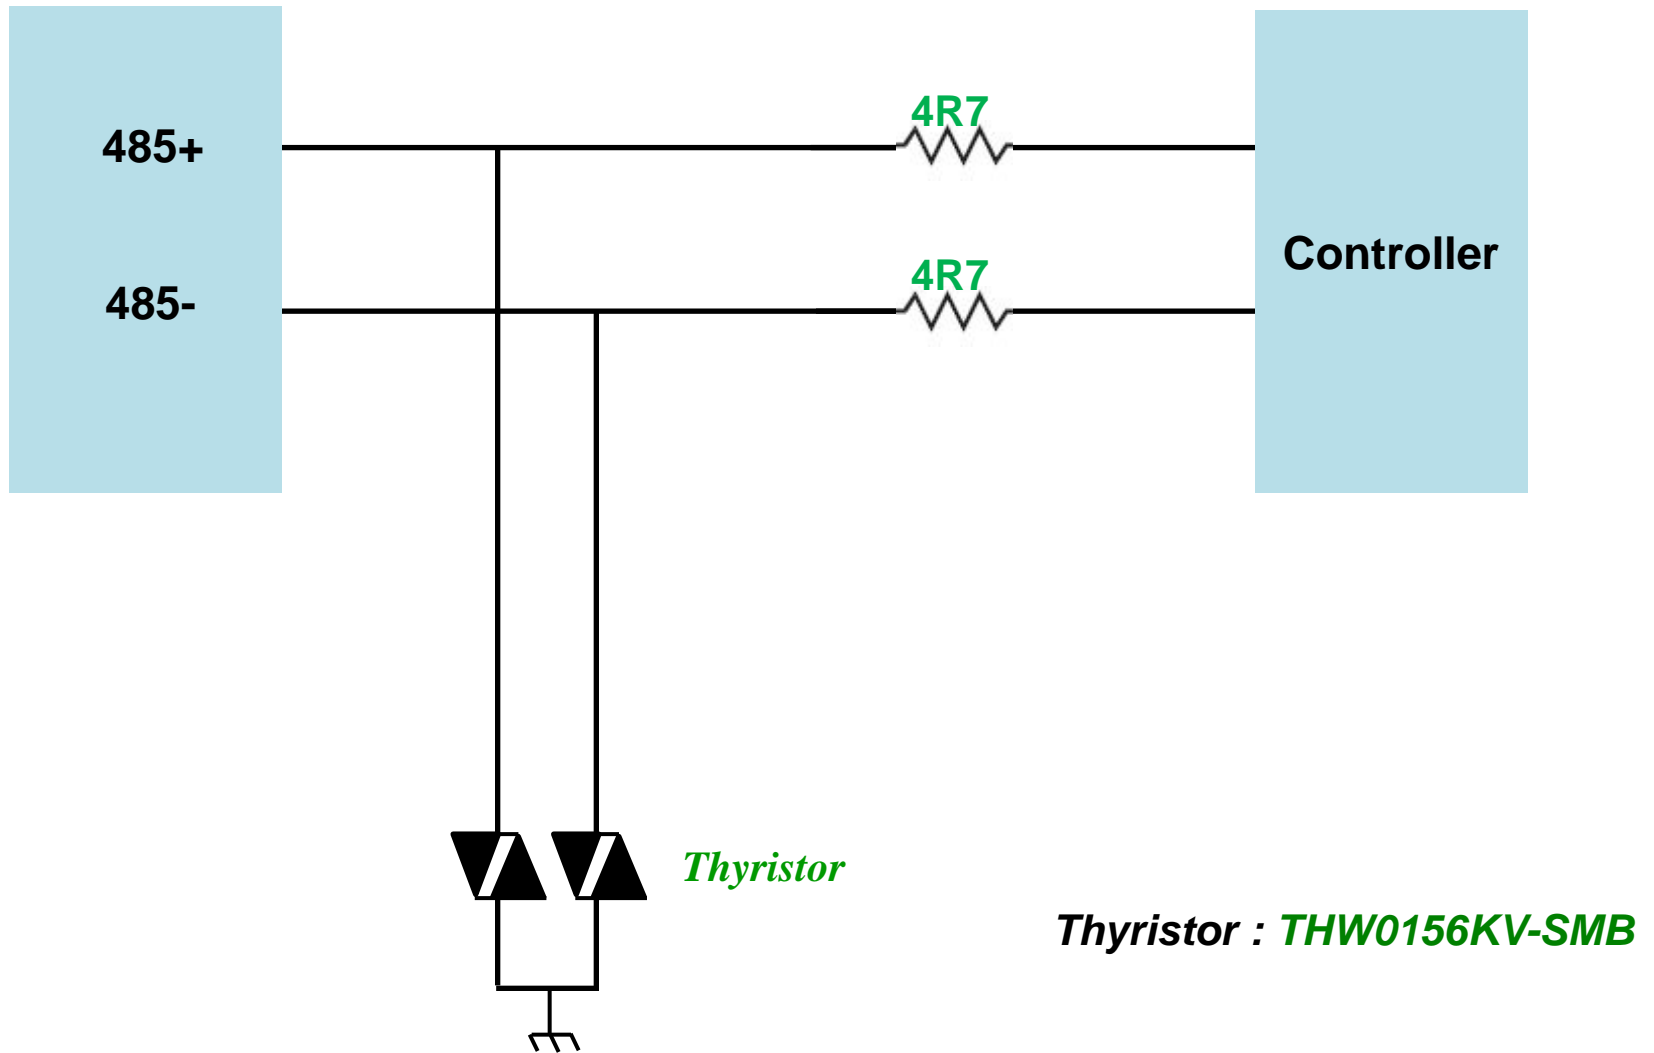 4R7
485+
4R7
Controller
485-
Thyristor
Thyristor : THW0156KV-SMB